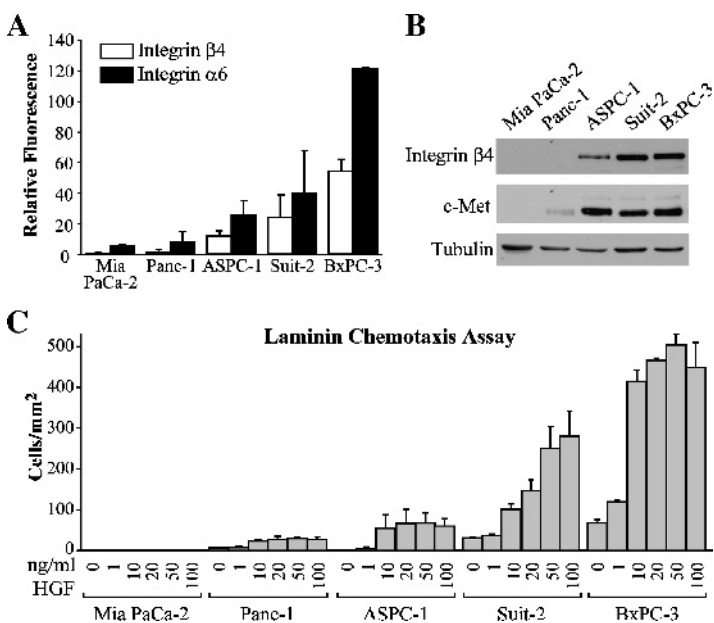 A
Relative Fluorescence
140
120
100
80
60
40
20
0
Integrin β4
Integrin α6
Mia PaCa-2
Panc-1
ASPC-1
Suit-2
BxPC-3
B
Mia PaCa-2
Panc-1
ASPC-1
Suit-2
BxPC-3
Integrin β4
c-Met
Tubulin
C
Laminin Chemotaxis Assay
Cells/mm²
500
400
300
200
100
0
ng/ml HGF
0 1 10 20 50 100
0 1 10 20 50 100
0 1 10 20 50 100
0 1 10 20 50 100
0 1 10 20 50 100
Mia PaCa-2
Panc-1
ASPC-1
Suit-2
BxPC-3